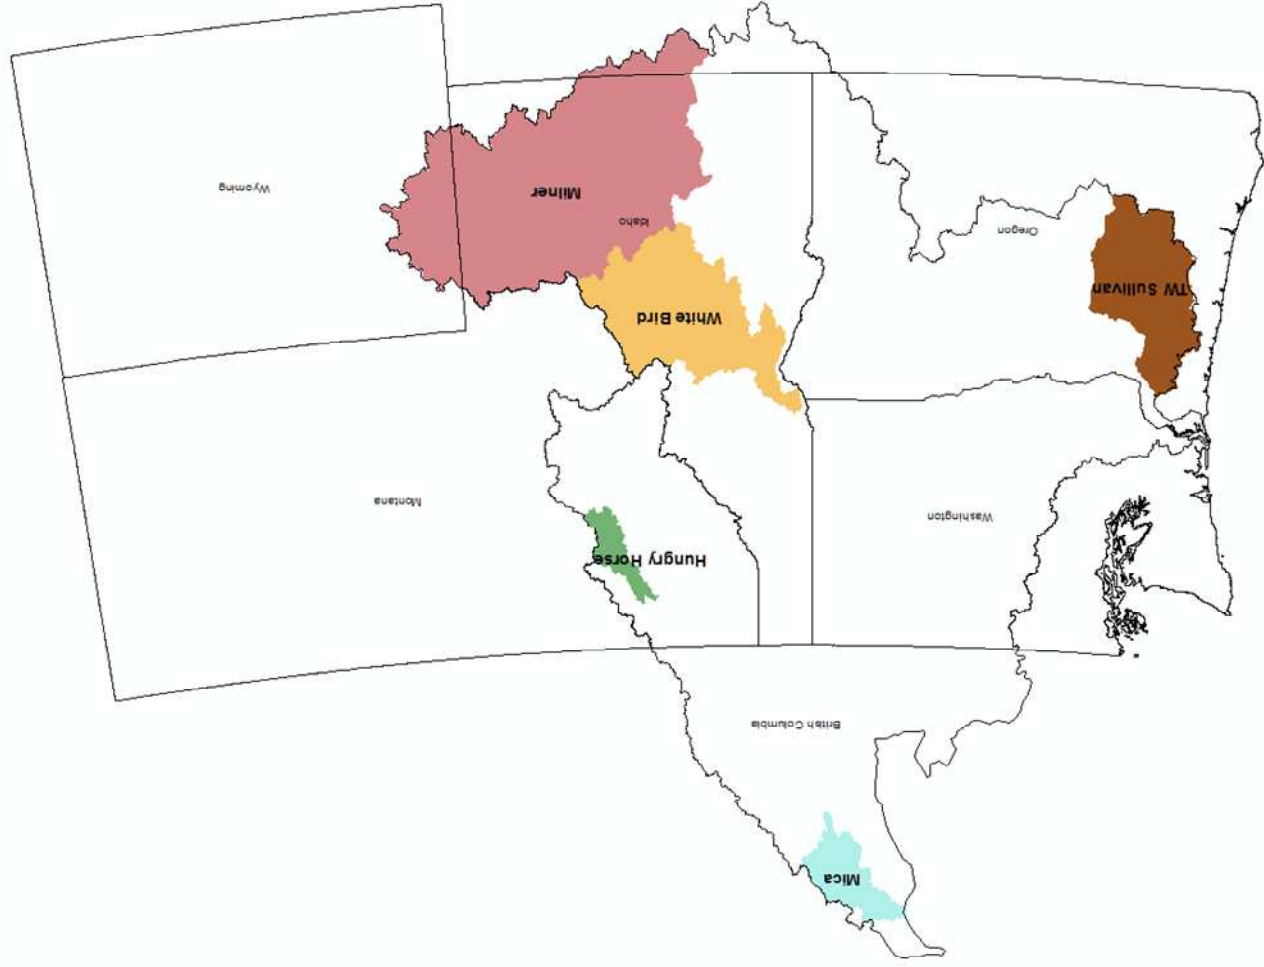 Mica
British Columbia
Hungry Horse
Washington
Montana
White Bird
TW Sullivan
Oregon
Idaho
Milner
Wyoming